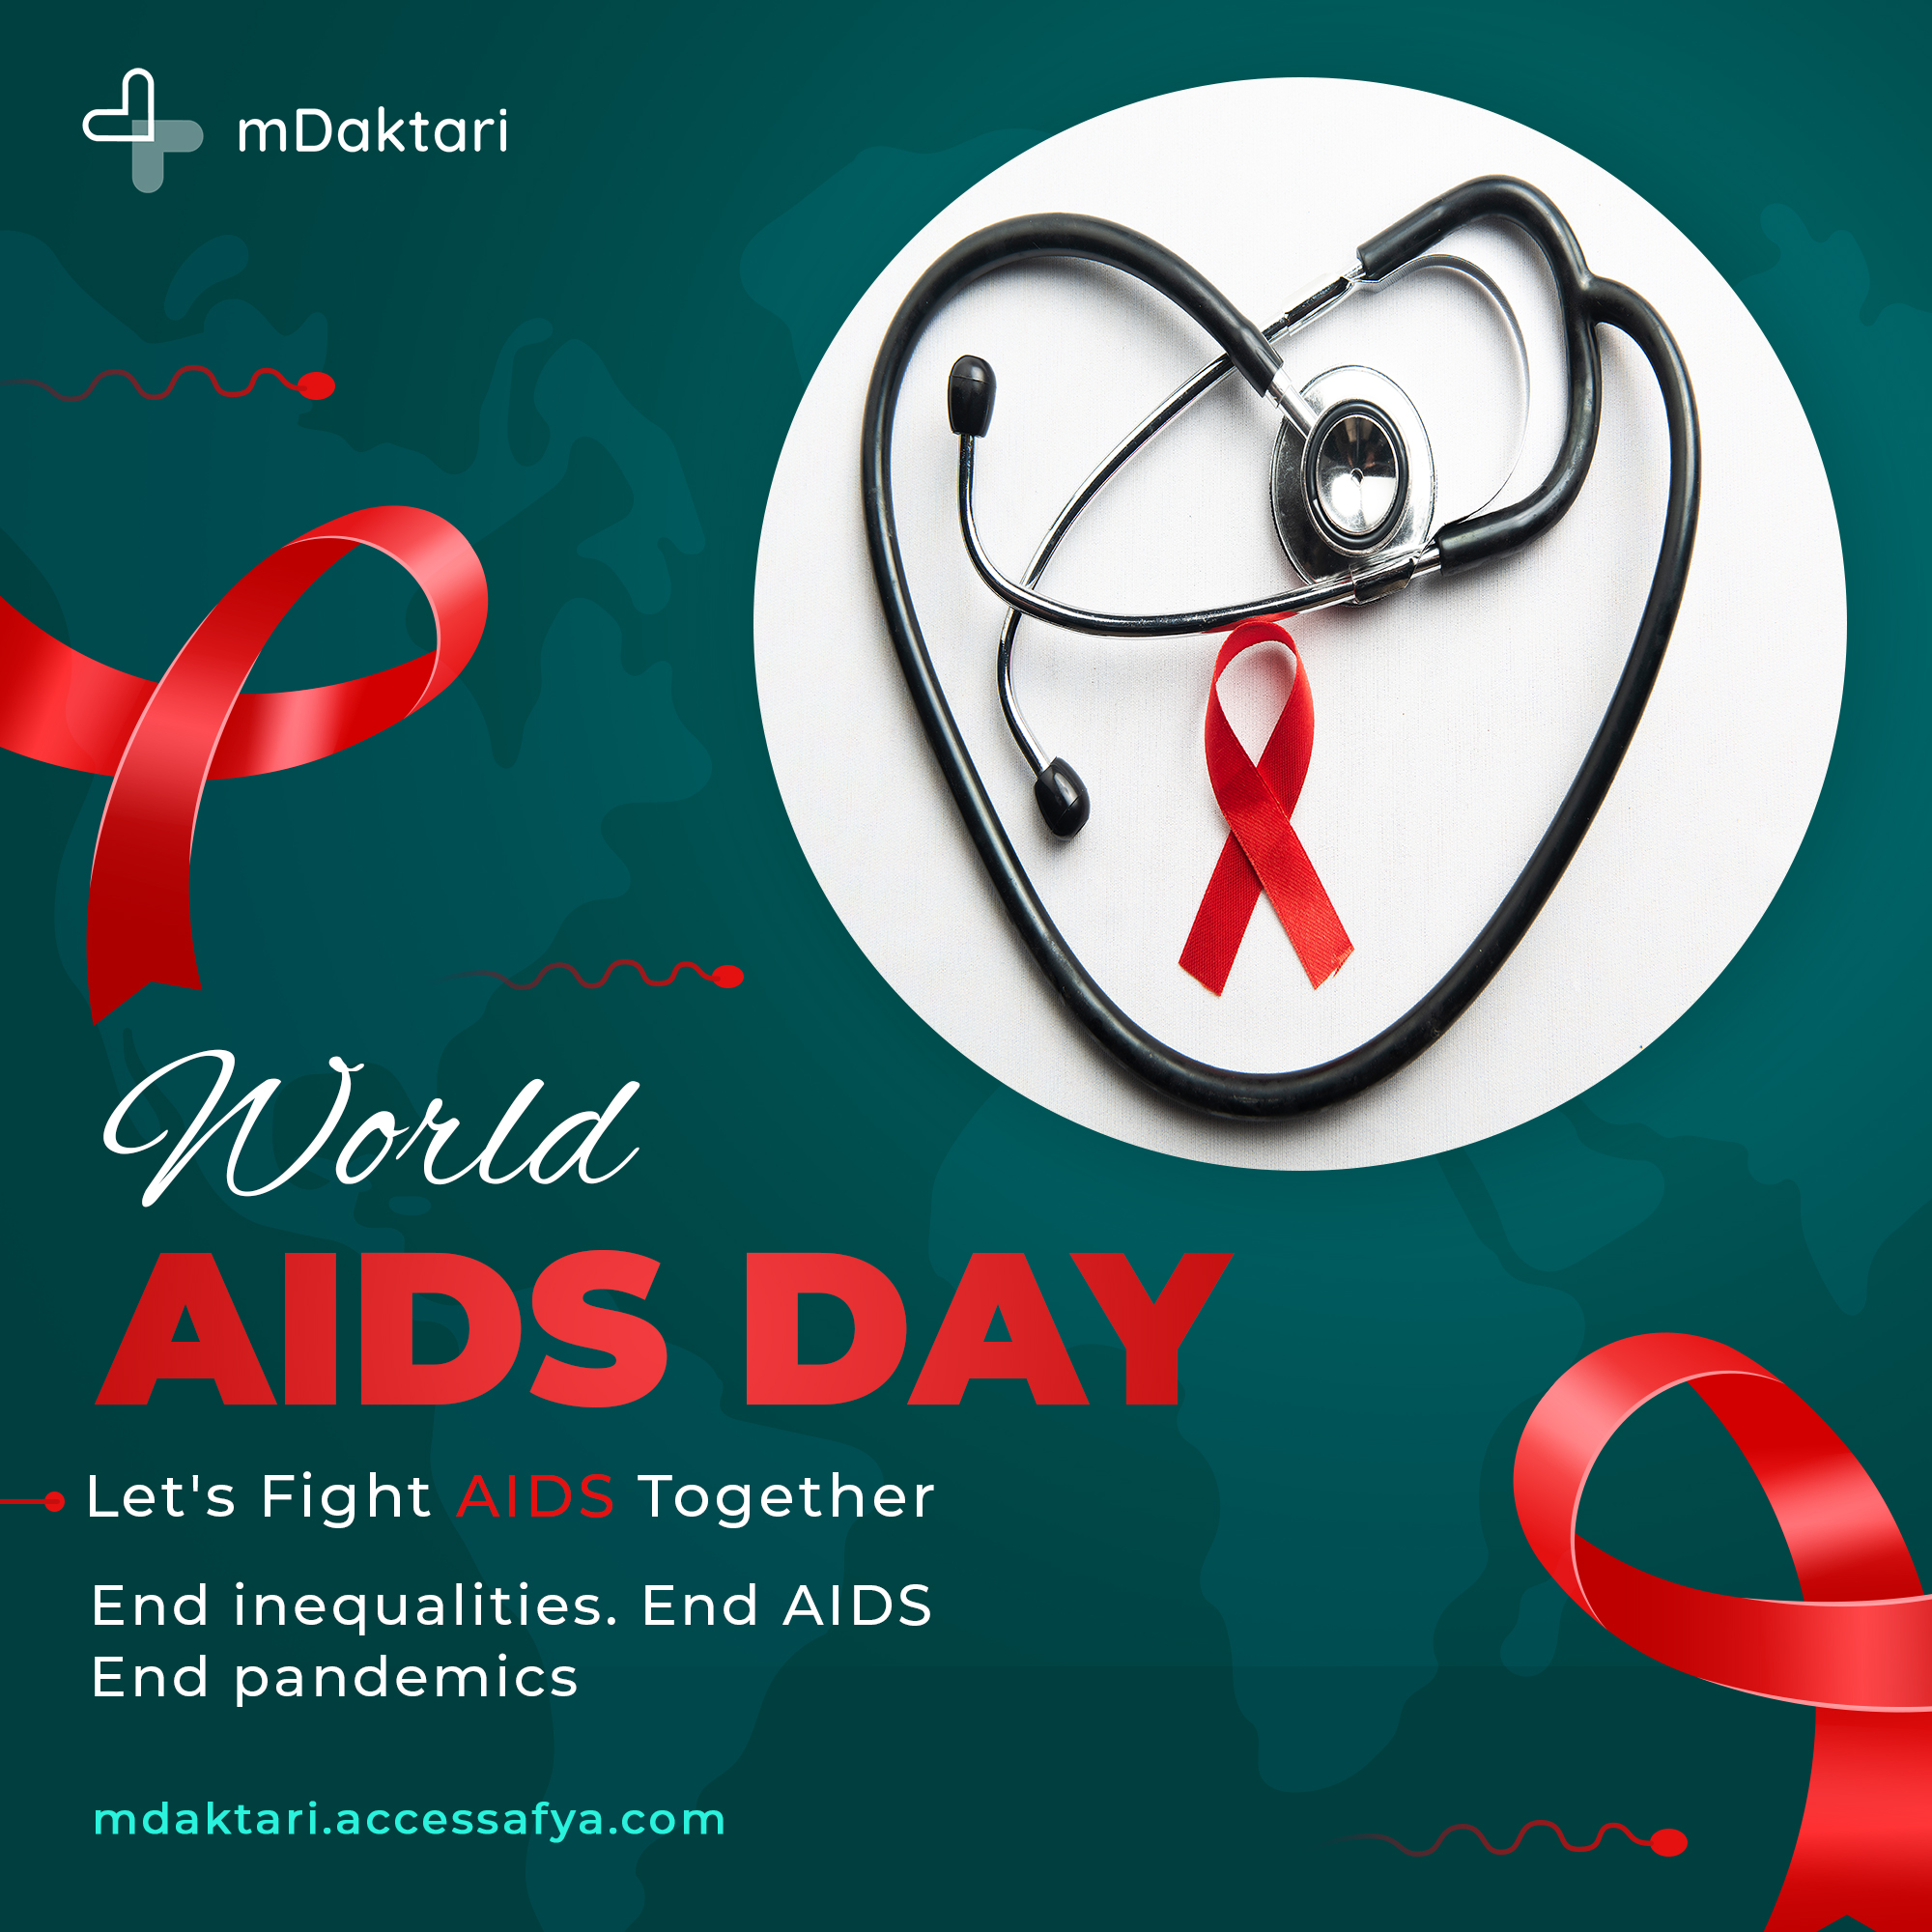 mDaktari
World
AIDS DAY
Let's Fight AIDS Together
End inequalities. End AIDS
End pandemics
mdaktari.accessafya.com